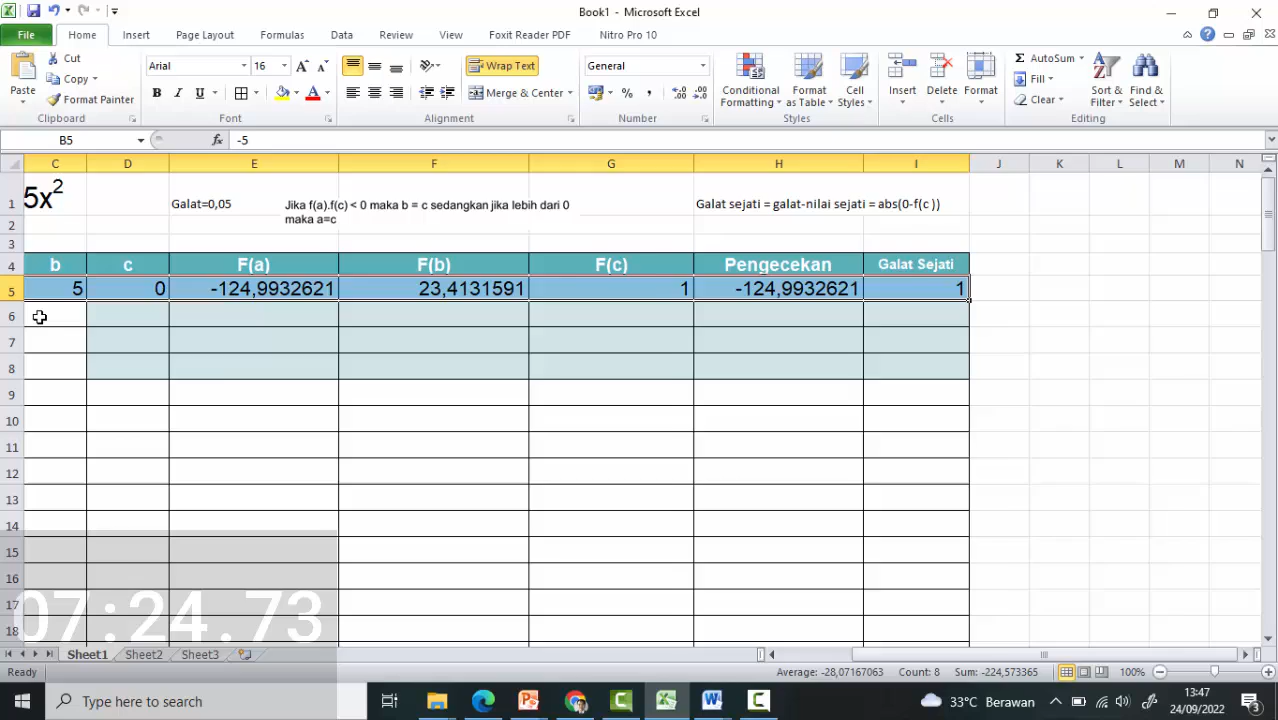 Book1 - Microsoft Excel
File Home Insert Page Layout Formulas Data Review View Foxit Reader PDF Nitro Pro 10
Cut
Copy
Format Painter
Paste
Clipboard
Arial 16
B I U
Font
Wrap Text
Merge & Center
Alignment
General
Number
Conditional Formatting
Format as Table
Cell Styles
Styles
Insert Delete Format
Cells
AutoSum
Fill
Clear
Sort & Filter
Find & Select
Editing
B5 fx -5
C D E F G H I J K L M N
1 5x² Galat=0,05 Jika f(a).f(c) < 0 maka b = c sedangkan jika lebih dari 0 Galat sejati = galat-nilai sejati = abs(0-f(c ))
maka a=c
2
3
4 b c F(a) F(b) F(c) Pengecekan Galat Sejati
5 5 0 -124,9932621 23,4131591 1 -124,9932621 1
6
7
8
9
10
11
12
13
14
15
16
17
18
07:24.73
Sheet1 Sheet2 Sheet3
Ready Average: -28,07167063 Count: 8 Sum: -224,573365 100%
Type here to search 33°C Berawan 13:47
24/09/2022 3